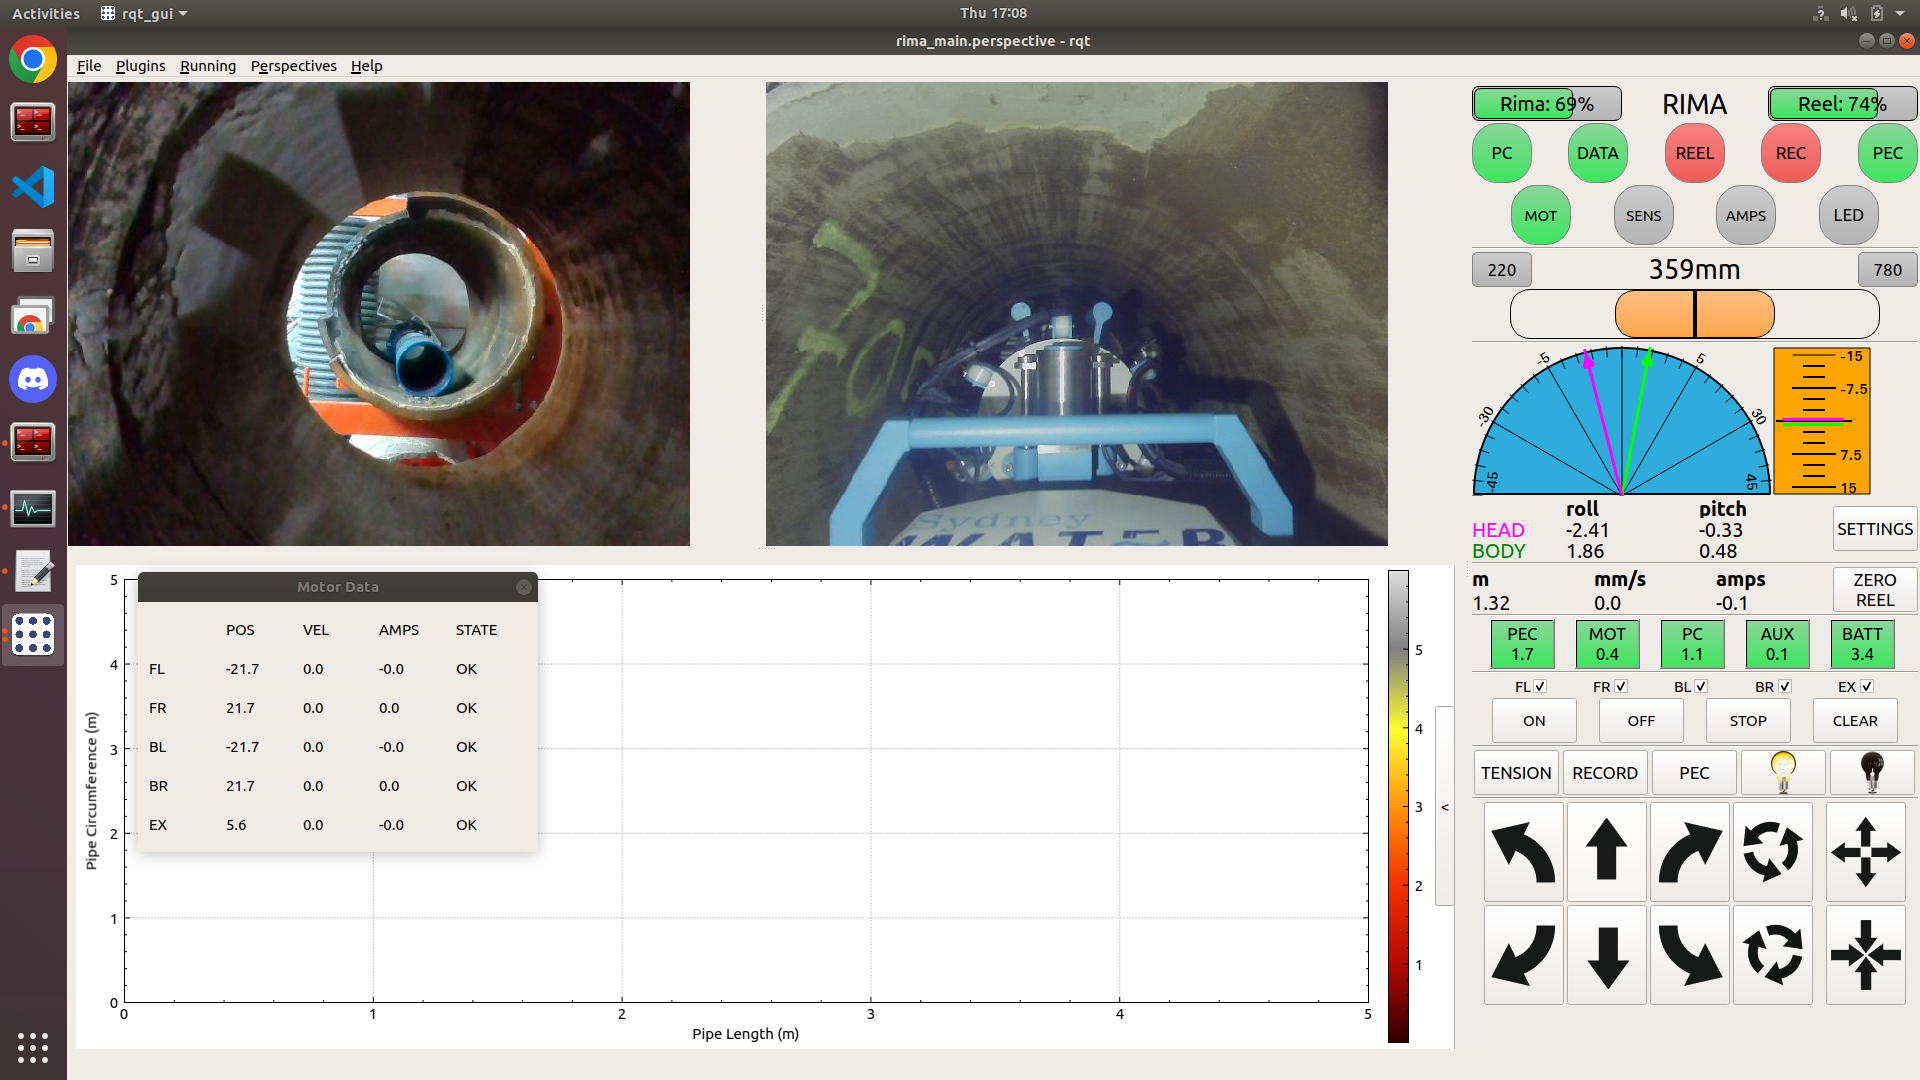 Activities rqt_gui Thu 17:08
rima_main.perspective - rqt
File Plugins Running Perspectives Help
Rima: 69% RIMA Reel: 74%
PC DATA REEL REC PEC
MOT SENS AMPS LED
220 359mm 780
-45 -30 -5 5 30 45
-15
-7.5
7.5
15
roll pitch
HEAD -2.41 -0.33
BODY 1.86 0.48
SETTINGS
m mm/s amps
1.32 0.0 -0.1
ZERO
REEL
PEC MOT PC AUX BATT
1.7 0.4 1.1 0.1 3.4
FL FR BL BR EX
ON OFF STOP CLEAR
TENSION RECORD PEC
Sydney
WATER
Motor Data
POS VEL AMPS STATE
FL -21.7 0.0 -0.0 OK
FR 21.7 0.0 0.0 OK
BL -21.7 0.0 -0.0 OK
BR 21.7 0.0 0.0 OK
EX 5.6 0.0 -0.0 OK
Pipe Circumference (m)
5
4
3
2
1
0
0 1 2 3 4 5
Pipe Length (m)
5
4
3
2
1
<